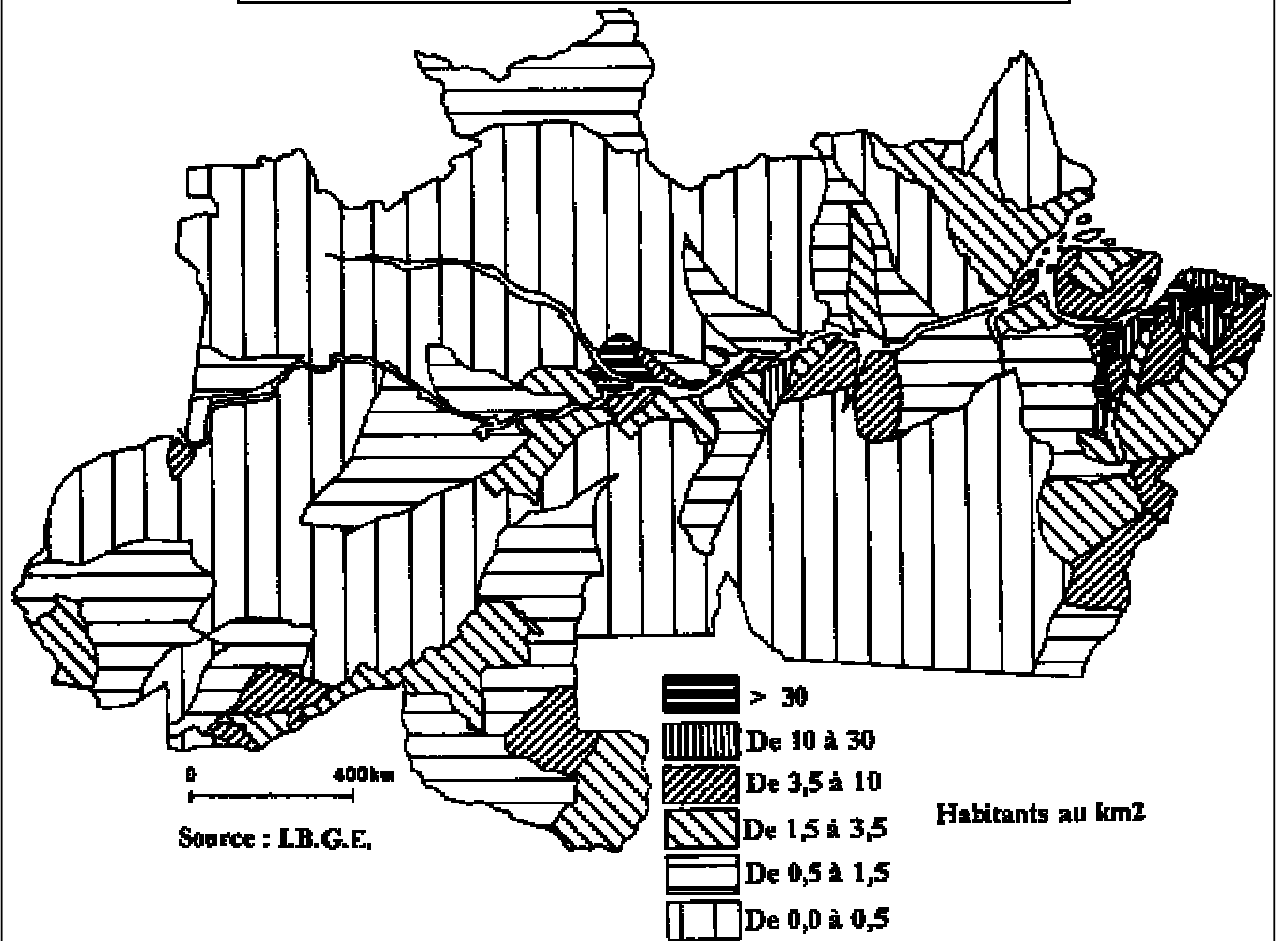 > 30
De 10 à 30
De 3,5 à 10
De 1,5 à 3,5
De 0,5 à 1,5
De 0,0 à 0,5
Habitants au km2
0 400km
Source : I.B.G.E.